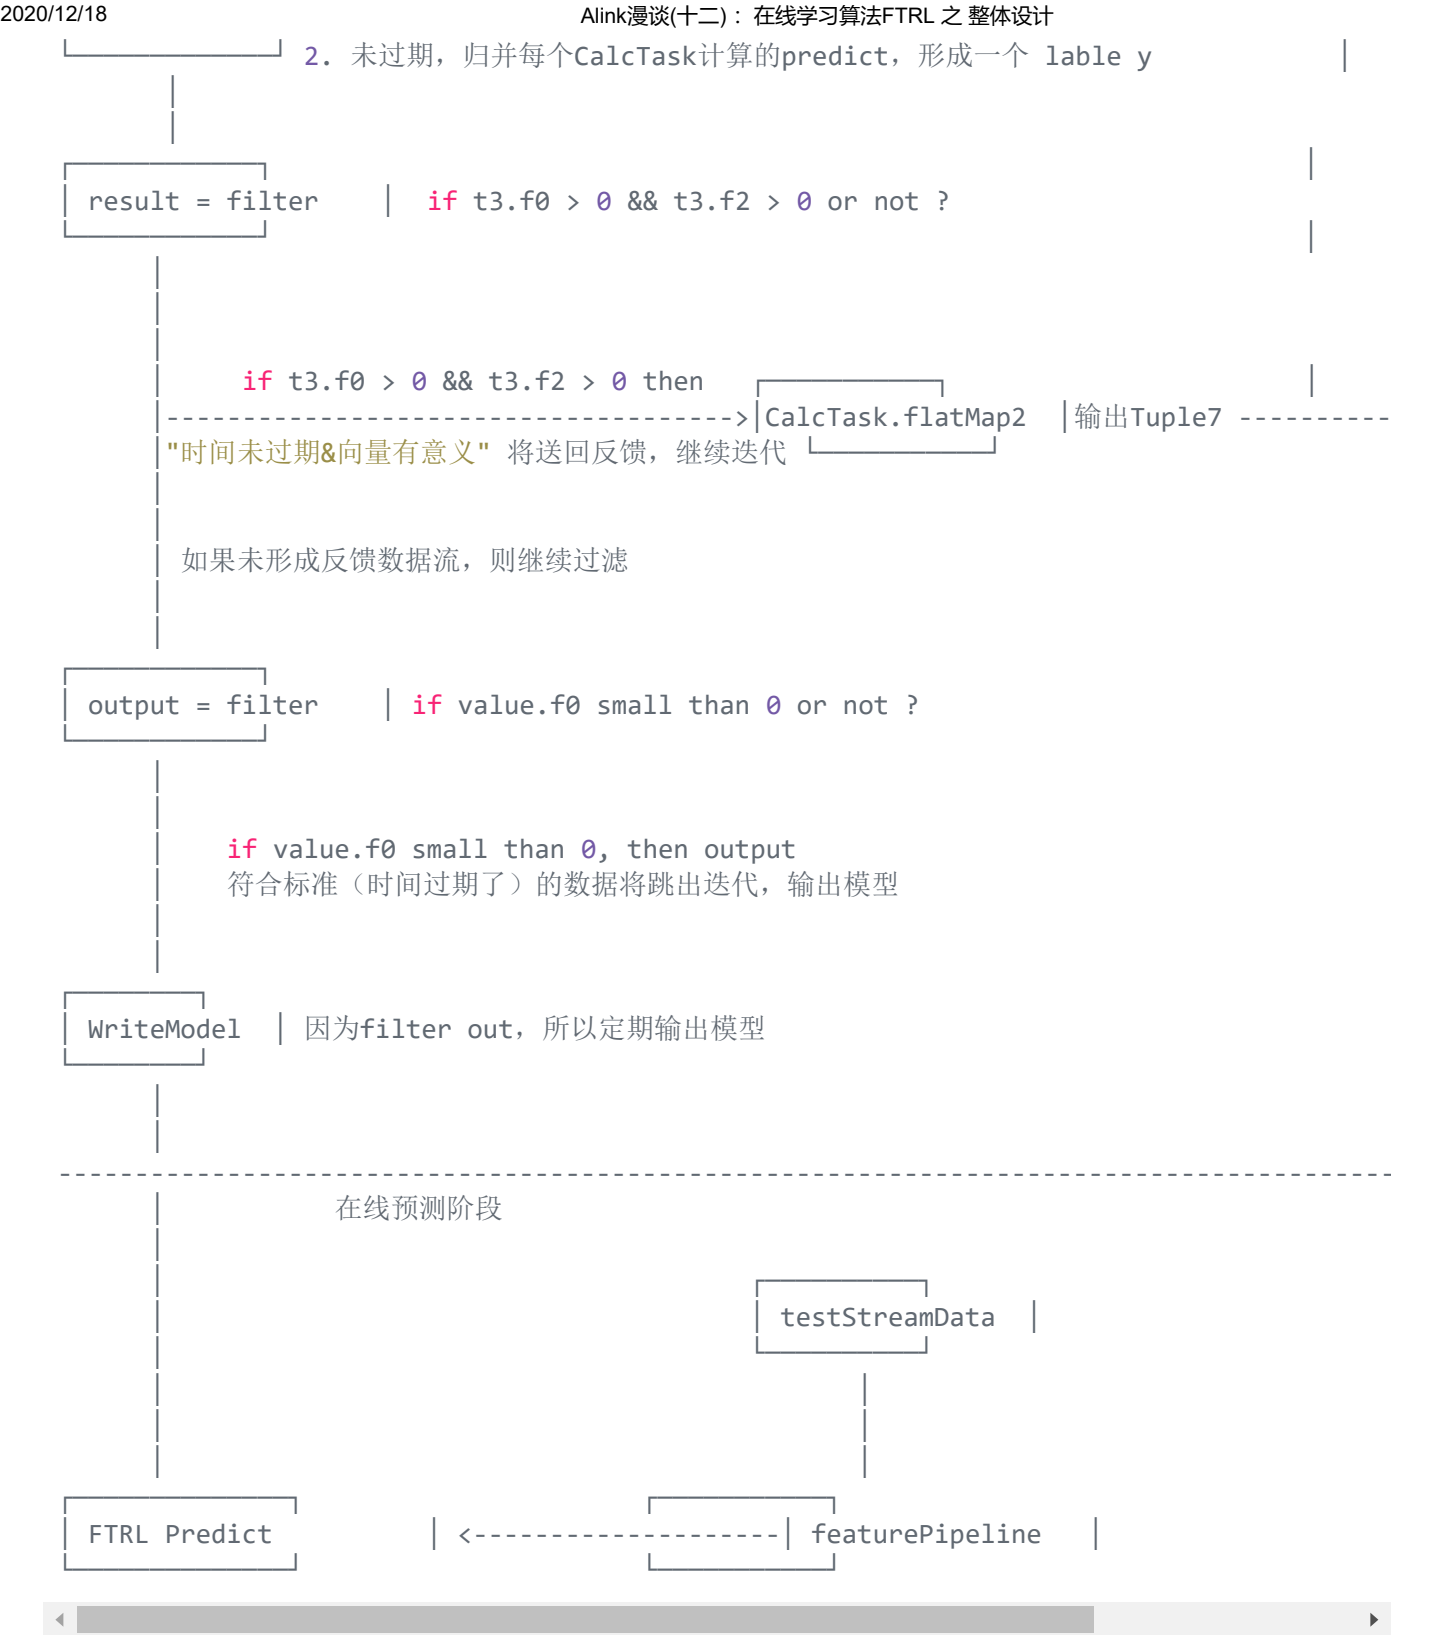 2020/12/18 Alink漫谈(十二) ：在线学习算法FTRL 之 整体设计
2. 未过期，归并每个CalcTask计算的predict，形成一个 lable y
result = filter if t3.f0 > 0 && t3.f2 > 0 or not ?
if t3.f0 > 0 && t3.f2 > 0 then
------------------------------------->|CalcTask.flatMap2 |输出Tuple7 ----------
"时间未过期&向量有意义" 将送回反馈，继续迭代
如果未形成反馈数据流，则继续过滤
output = filter if value.f0 small than 0 or not ?
if value.f0 small than 0, then output
符合标准（时间过期了）的数据将跳出迭代，输出模型
WriteModel 因为filter out，所以定期输出模型
在线预测阶段
testStreamData
FTRL Predict <-------------------- featurePipeline